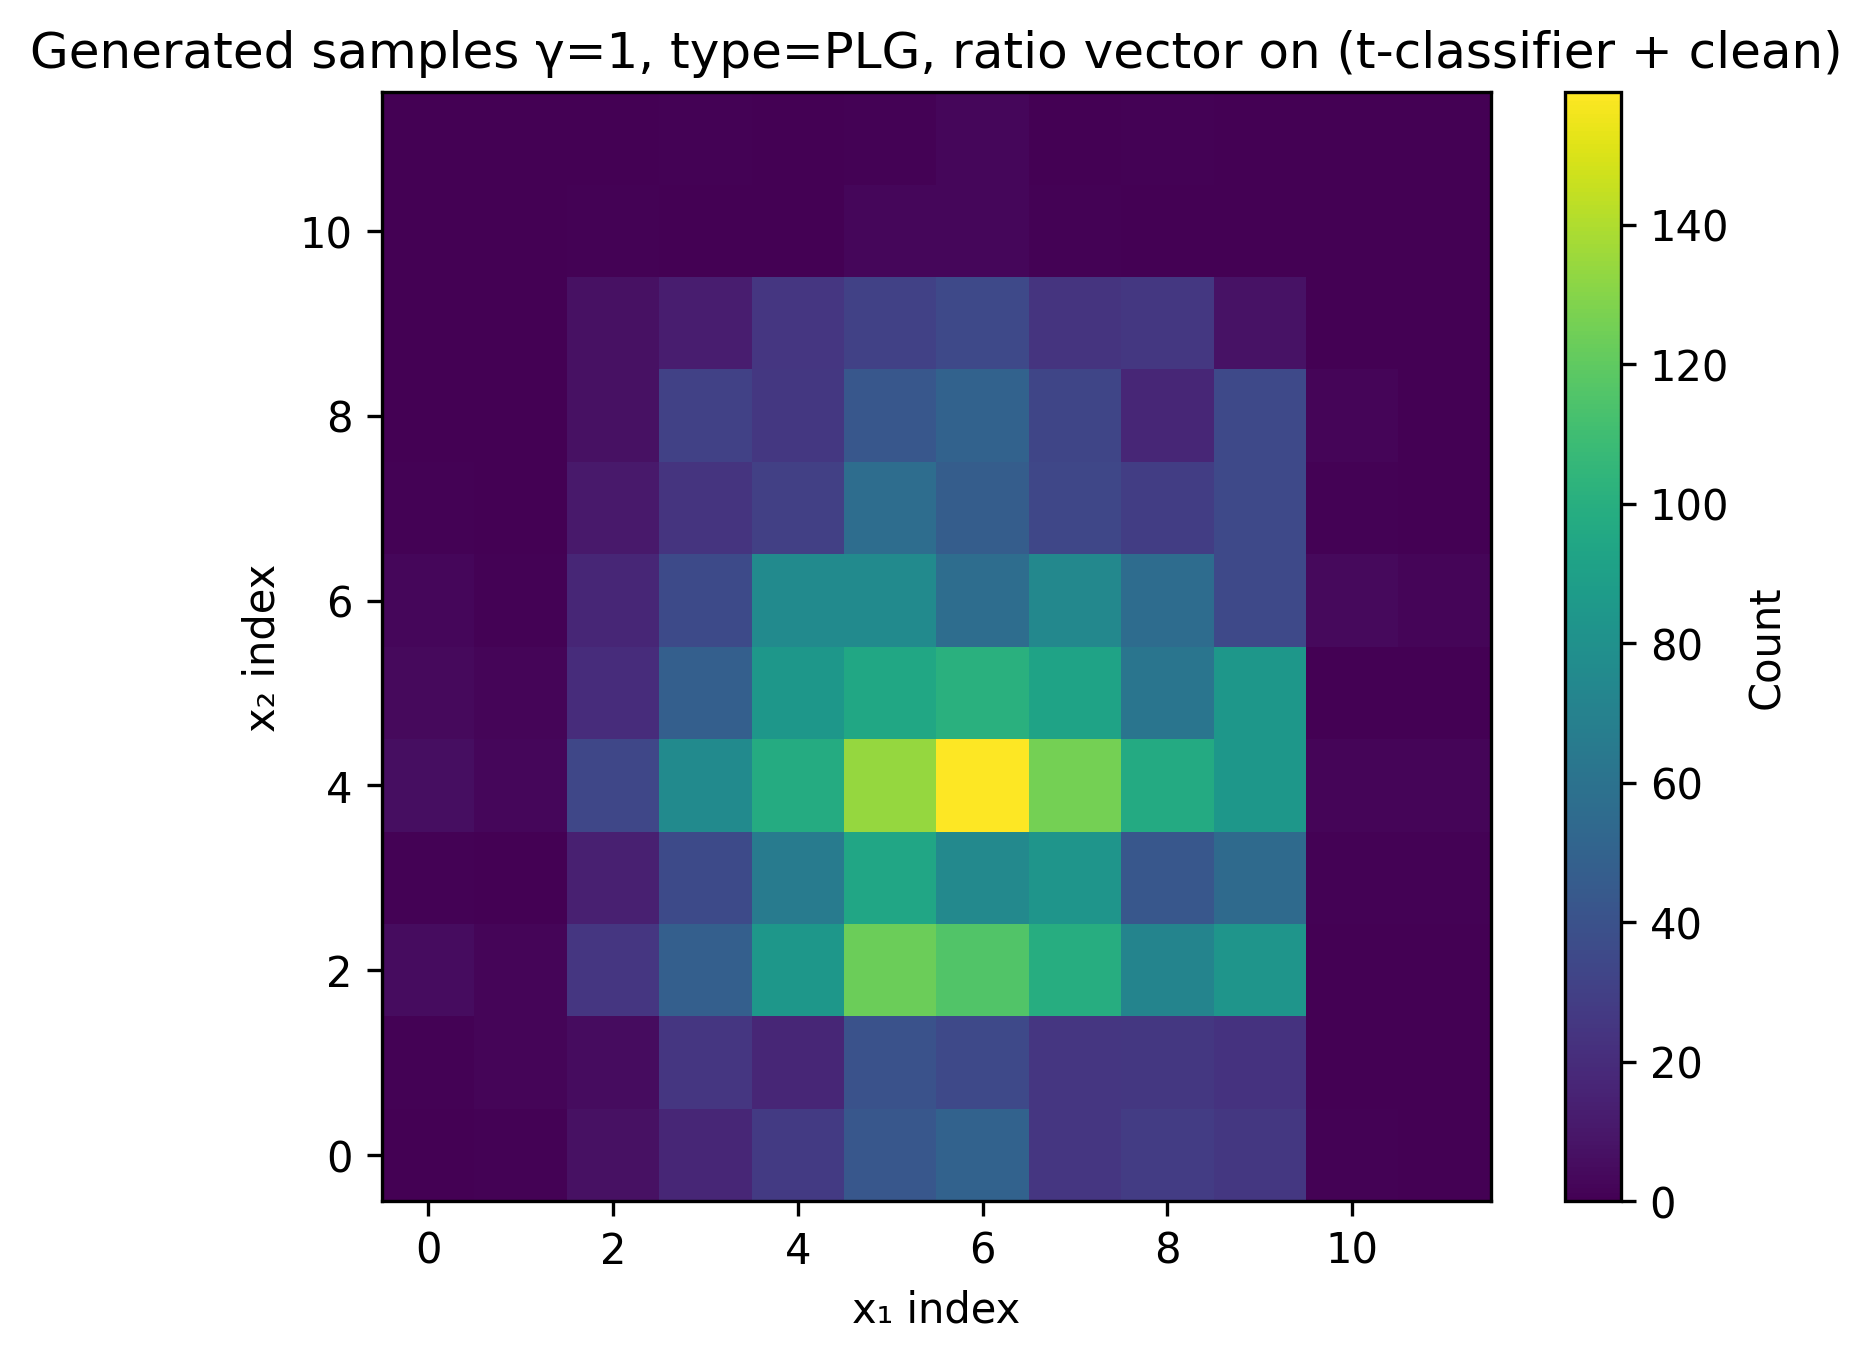 Generated samples γ=1, type=PLG, ratio vector on (t-classifier + clean)
10
8
6
4
2
0
x₂ index
0 2 4 6 8 10
x₁ index
140
120
100
80
60
40
20
0
Count